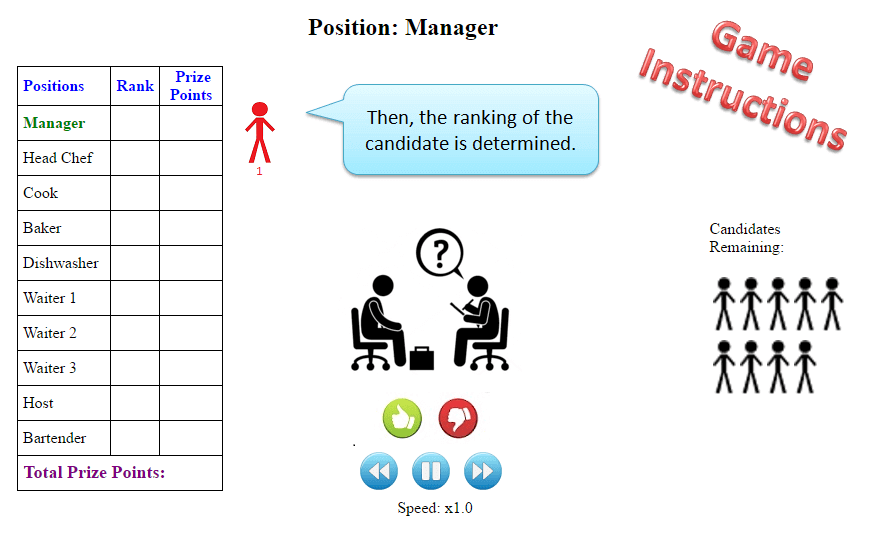 Position: Manager
Game
Instructions
Positions Rank Prize
Points
Manager
Head Chef
Cook
Baker
Dishwasher
Waiter 1
Waiter 2
Waiter 3
Host
Bartender
Total Prize Points:
1
Then, the ranking of the
candidate is determined.
?
Candidates
Remaining:
.
Speed: x1.0